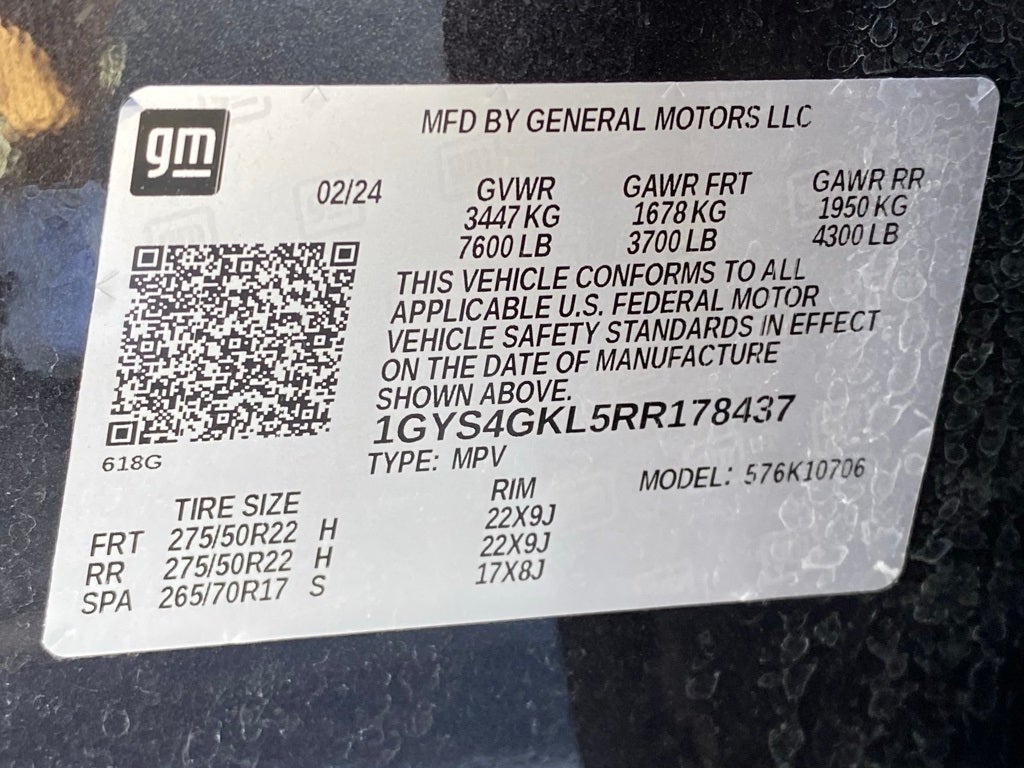 gm
MFD BY GENERAL MOTORS LLC
02/24 GVWR GAWR FRT GAWR RR
3447 KG 1678 KG 1950 KG
7600 LB 3700 LB 4300 LB
THIS VEHICLE CONFORMS TO ALL
APPLICABLE U.S. FEDERAL MOTOR
VEHICLE SAFETY STANDARDS IN EFFECT
ON THE DATE OF MANUFACTURE
SHOWN ABOVE.
1GYS4GKL5RR178437
618G
TYPE: MPV MODEL: 576K10706
TIRE SIZE RIM
FRT 275/50R22 H 22X9J
RR 275/50R22 H 22X9J
SPA 265/70R17 S 17X8J